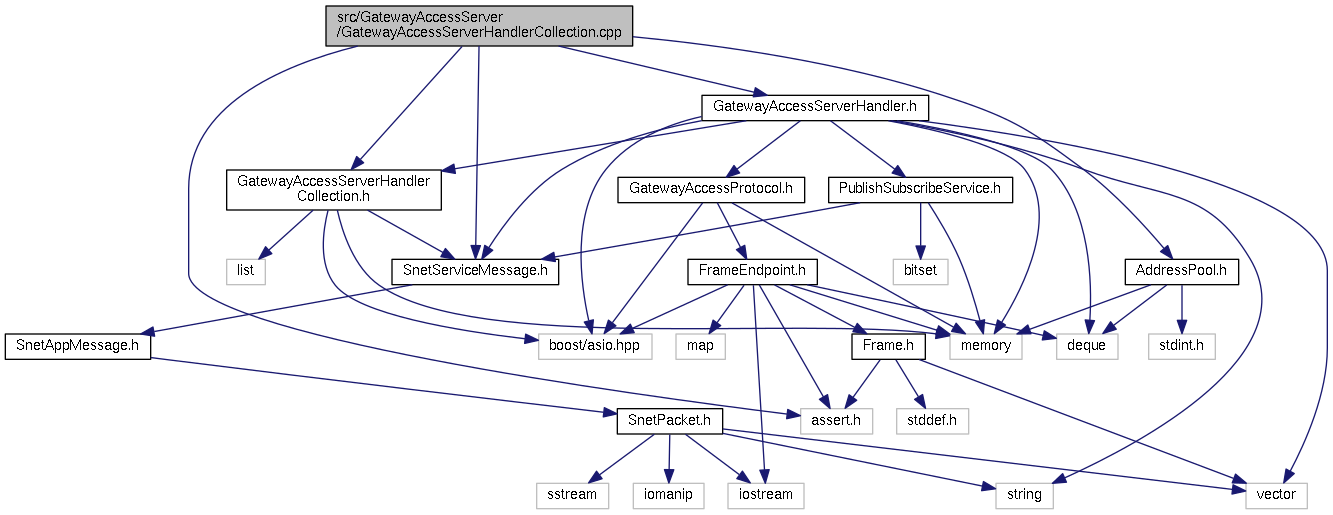 src/GatewayAccessServer
/GatewayAccessServerHandlerCollection.cpp
GatewayAccessServerHandler.h
GatewayAccessServerHandler
Collection.h
GatewayAccessProtocol.h
PublishSubscribeService.h
list
SnetServiceMessage.h
FrameEndpoint.h
bitset
AddressPool.h
SnetAppMessage.h
boost/asio.hpp
map
Frame.h
memory
deque
stdint.h
SnetPacket.h
assert.h
stddef.h
sstream
iomanip
iostream
string
vector